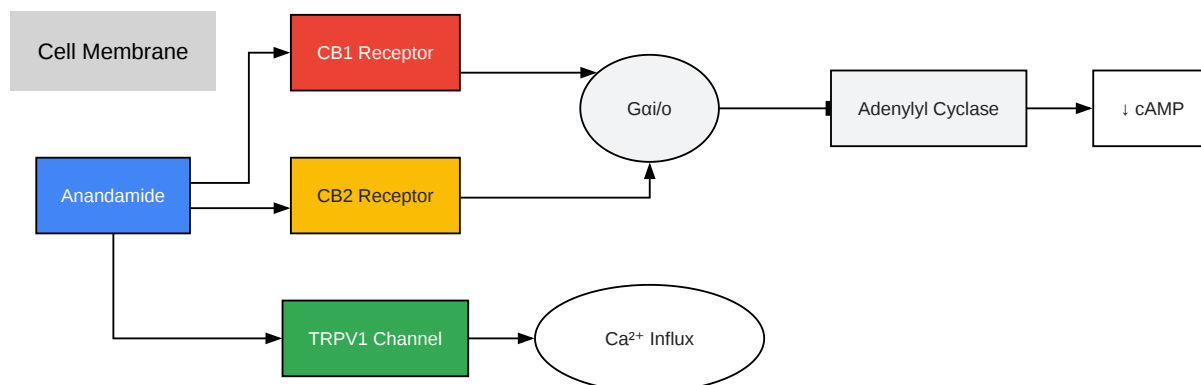 Cell Membrane
CB1 Receptor
Gαi/o
Adenylyl Cyclase
↓ cAMP
Anandamide
CB2 Receptor
TRPV1 Channel
Ca²⁺ Influx